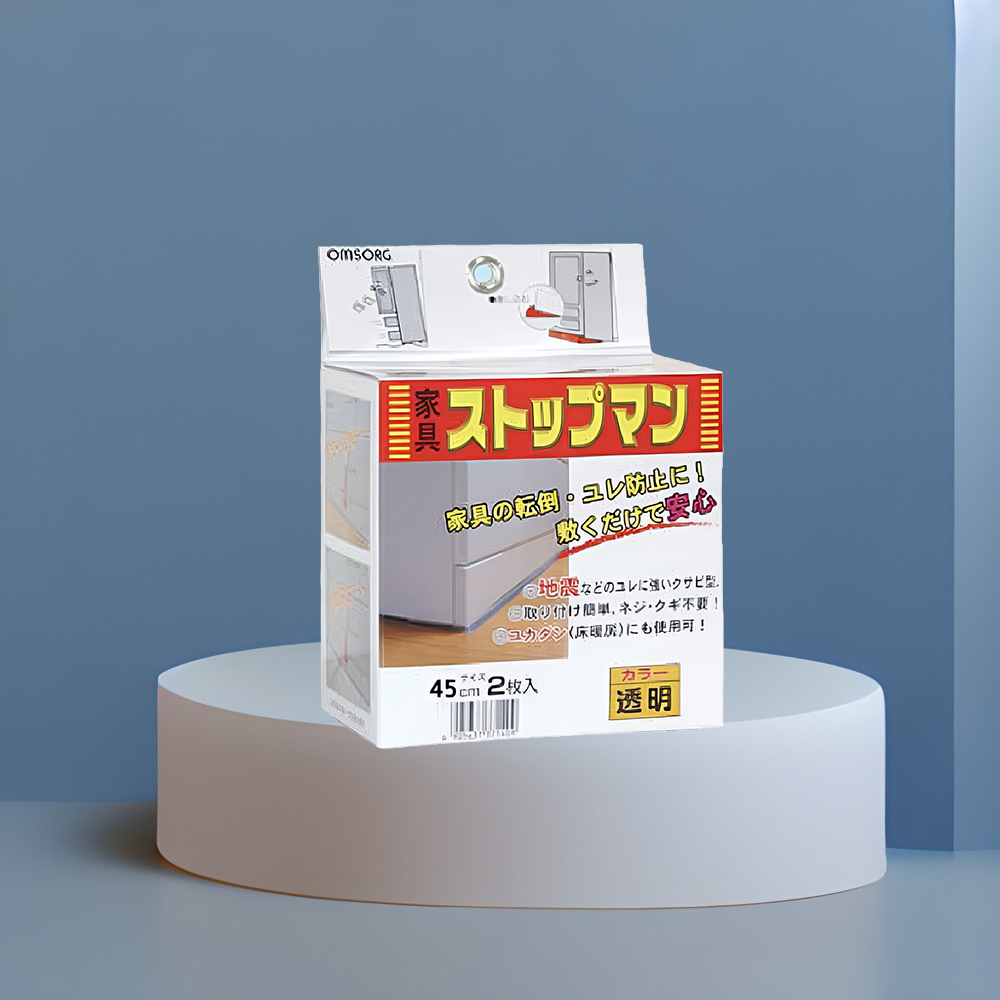 OMSORG
家具 ストップマン
家具の転倒・ユレ防止に！
敷くだけで安心
地震などのユレに強いクサビ型。
取り付け簡単，ネジ・クギ不要！
ユカダン（床暖房）にも使用可！
45cm 2枚入
カラー
透明